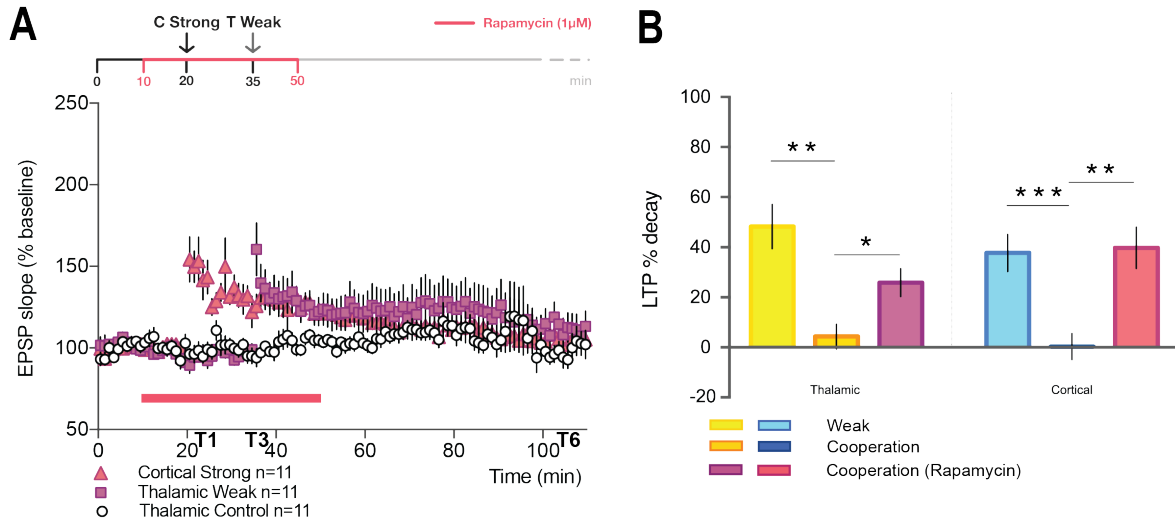 A
C Strong T Weak
Rapamycin (1µM)
0 10 20 35 50 min
EPSP slope (% baseline)
250
200
150
100
50
0 20 40 60 80 100
T1 T3 T6
Time (min)
Cortical Strong n=11
Thalamic Weak n=11
Thalamic Control n=11
B
LTP % decay
100
80
60
40
20
0
-20
** * *** **
Thalamic Cortical
Weak
Cooperation
Cooperation (Rapamycin)